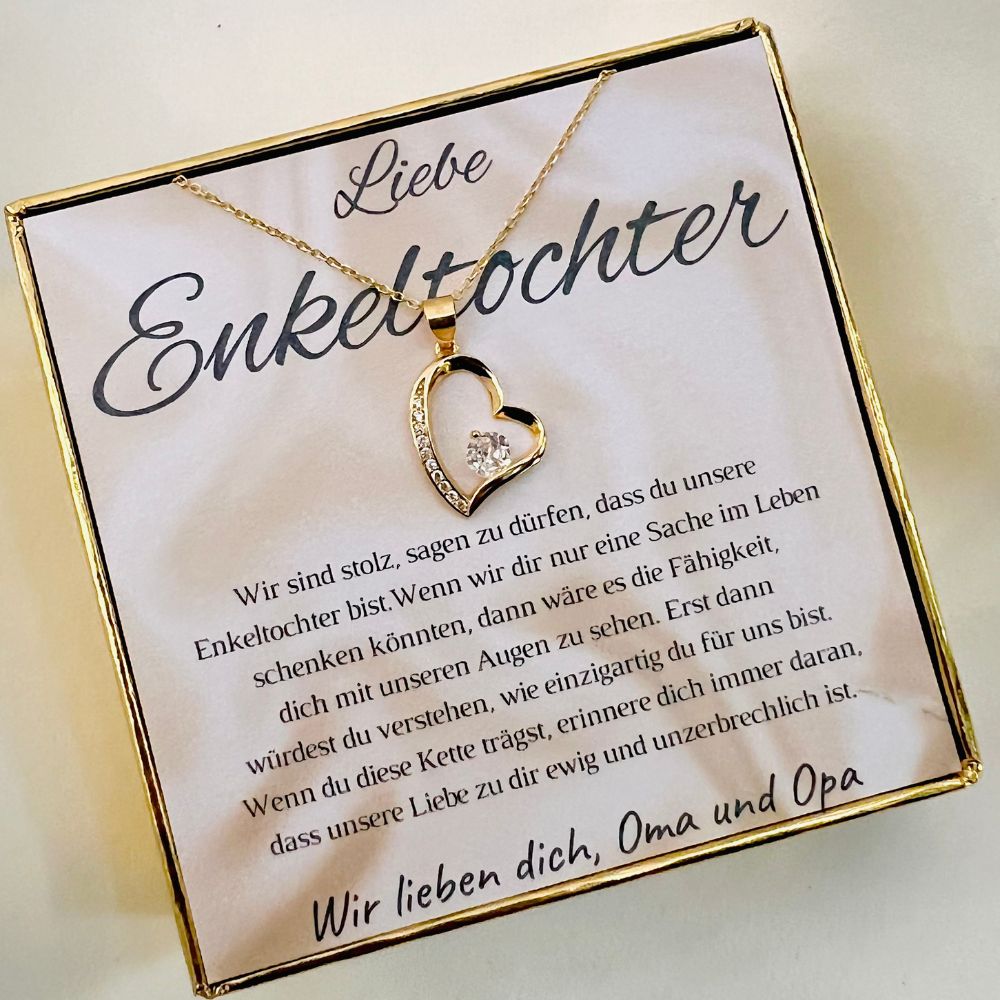 Liebe
Enkeltochter
Wir sind stolz, sagen zu dürfen, dass du unsere
Enkeltochter bist.Wenn wir dir nur eine Sache im Leben
schenken könnten, dann wäre es die Fähigkeit,
dich mit unseren Augen zu sehen. Erst dann
würdest du verstehen, wie einzigartig du für uns bist.
Wenn du diese Kette trägst, erinnere dich immer daran,
dass unsere Liebe zu dir ewig und unzerbrechlich ist.
Wir lieben dich, Oma und Opa